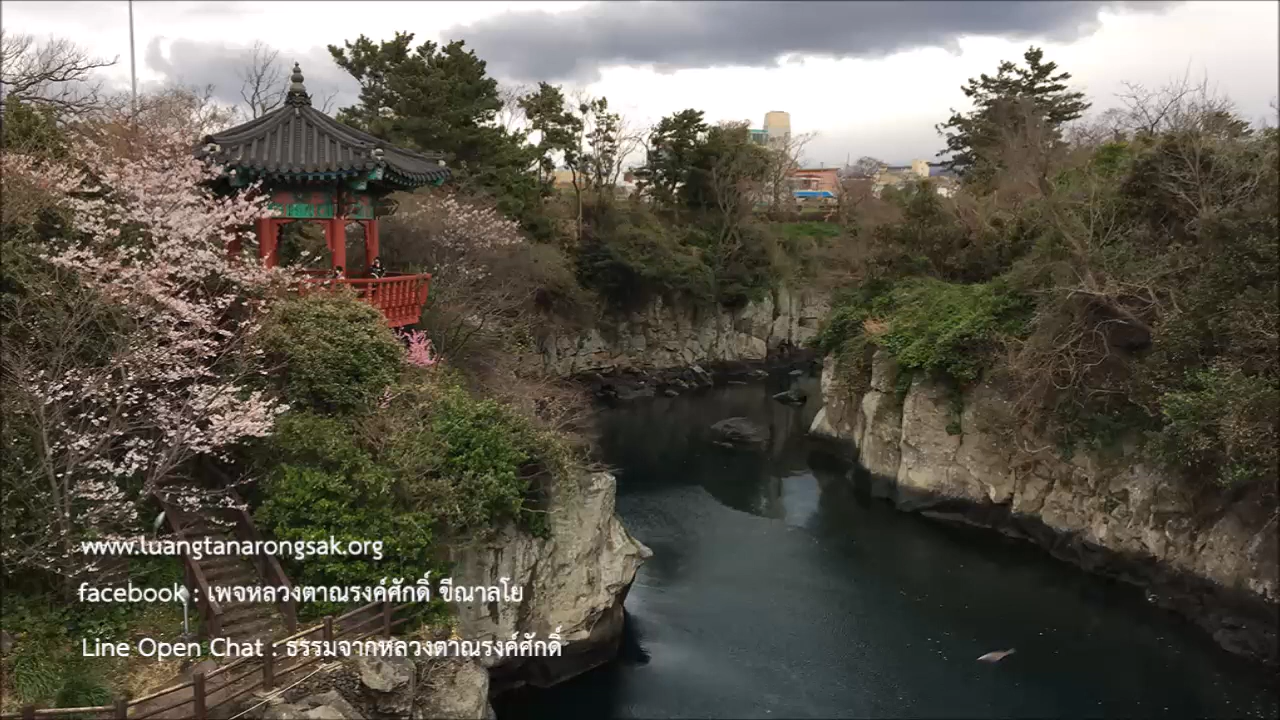 www.luangtanarongsak.org
facebook : เพจหลวงตาณรงค์ศักดิ์ ขีณาลโย
Line Open Chat : ธรรมจากหลวงตาณรงค์ศักดิ์